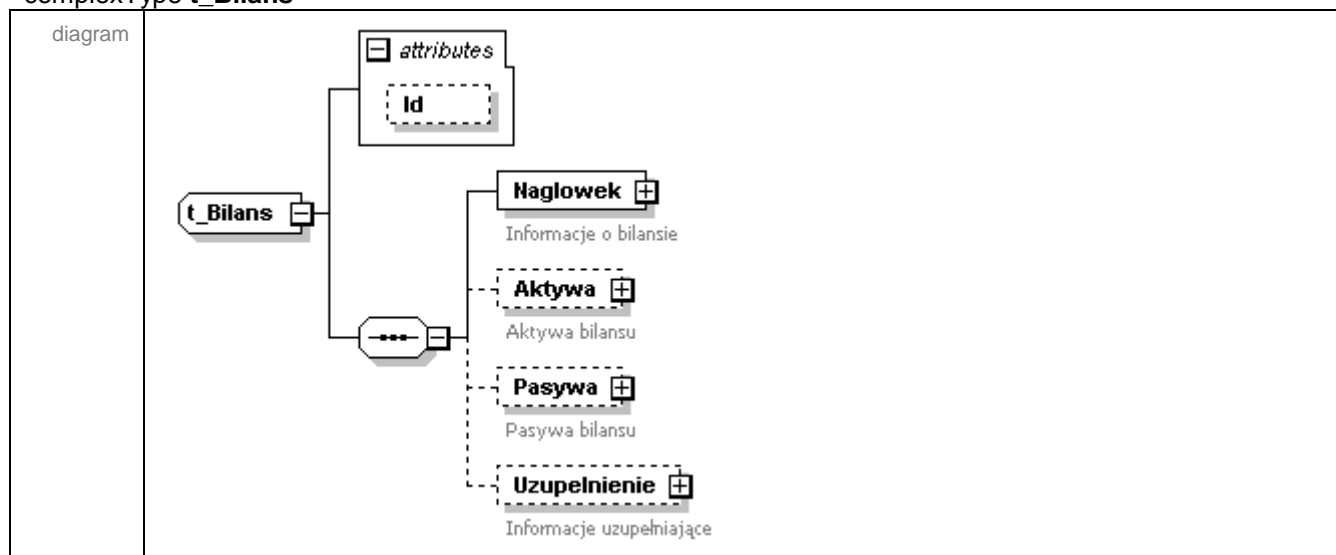 complexType t_Bilans
diagram
attributes
Id
t_Bilans
Naglowek
Informacje o bilansie
Aktywa
Aktywa bilansu
Pasywa
Pasywa bilansu
Uzupelnienie
Informacje uzupełniające